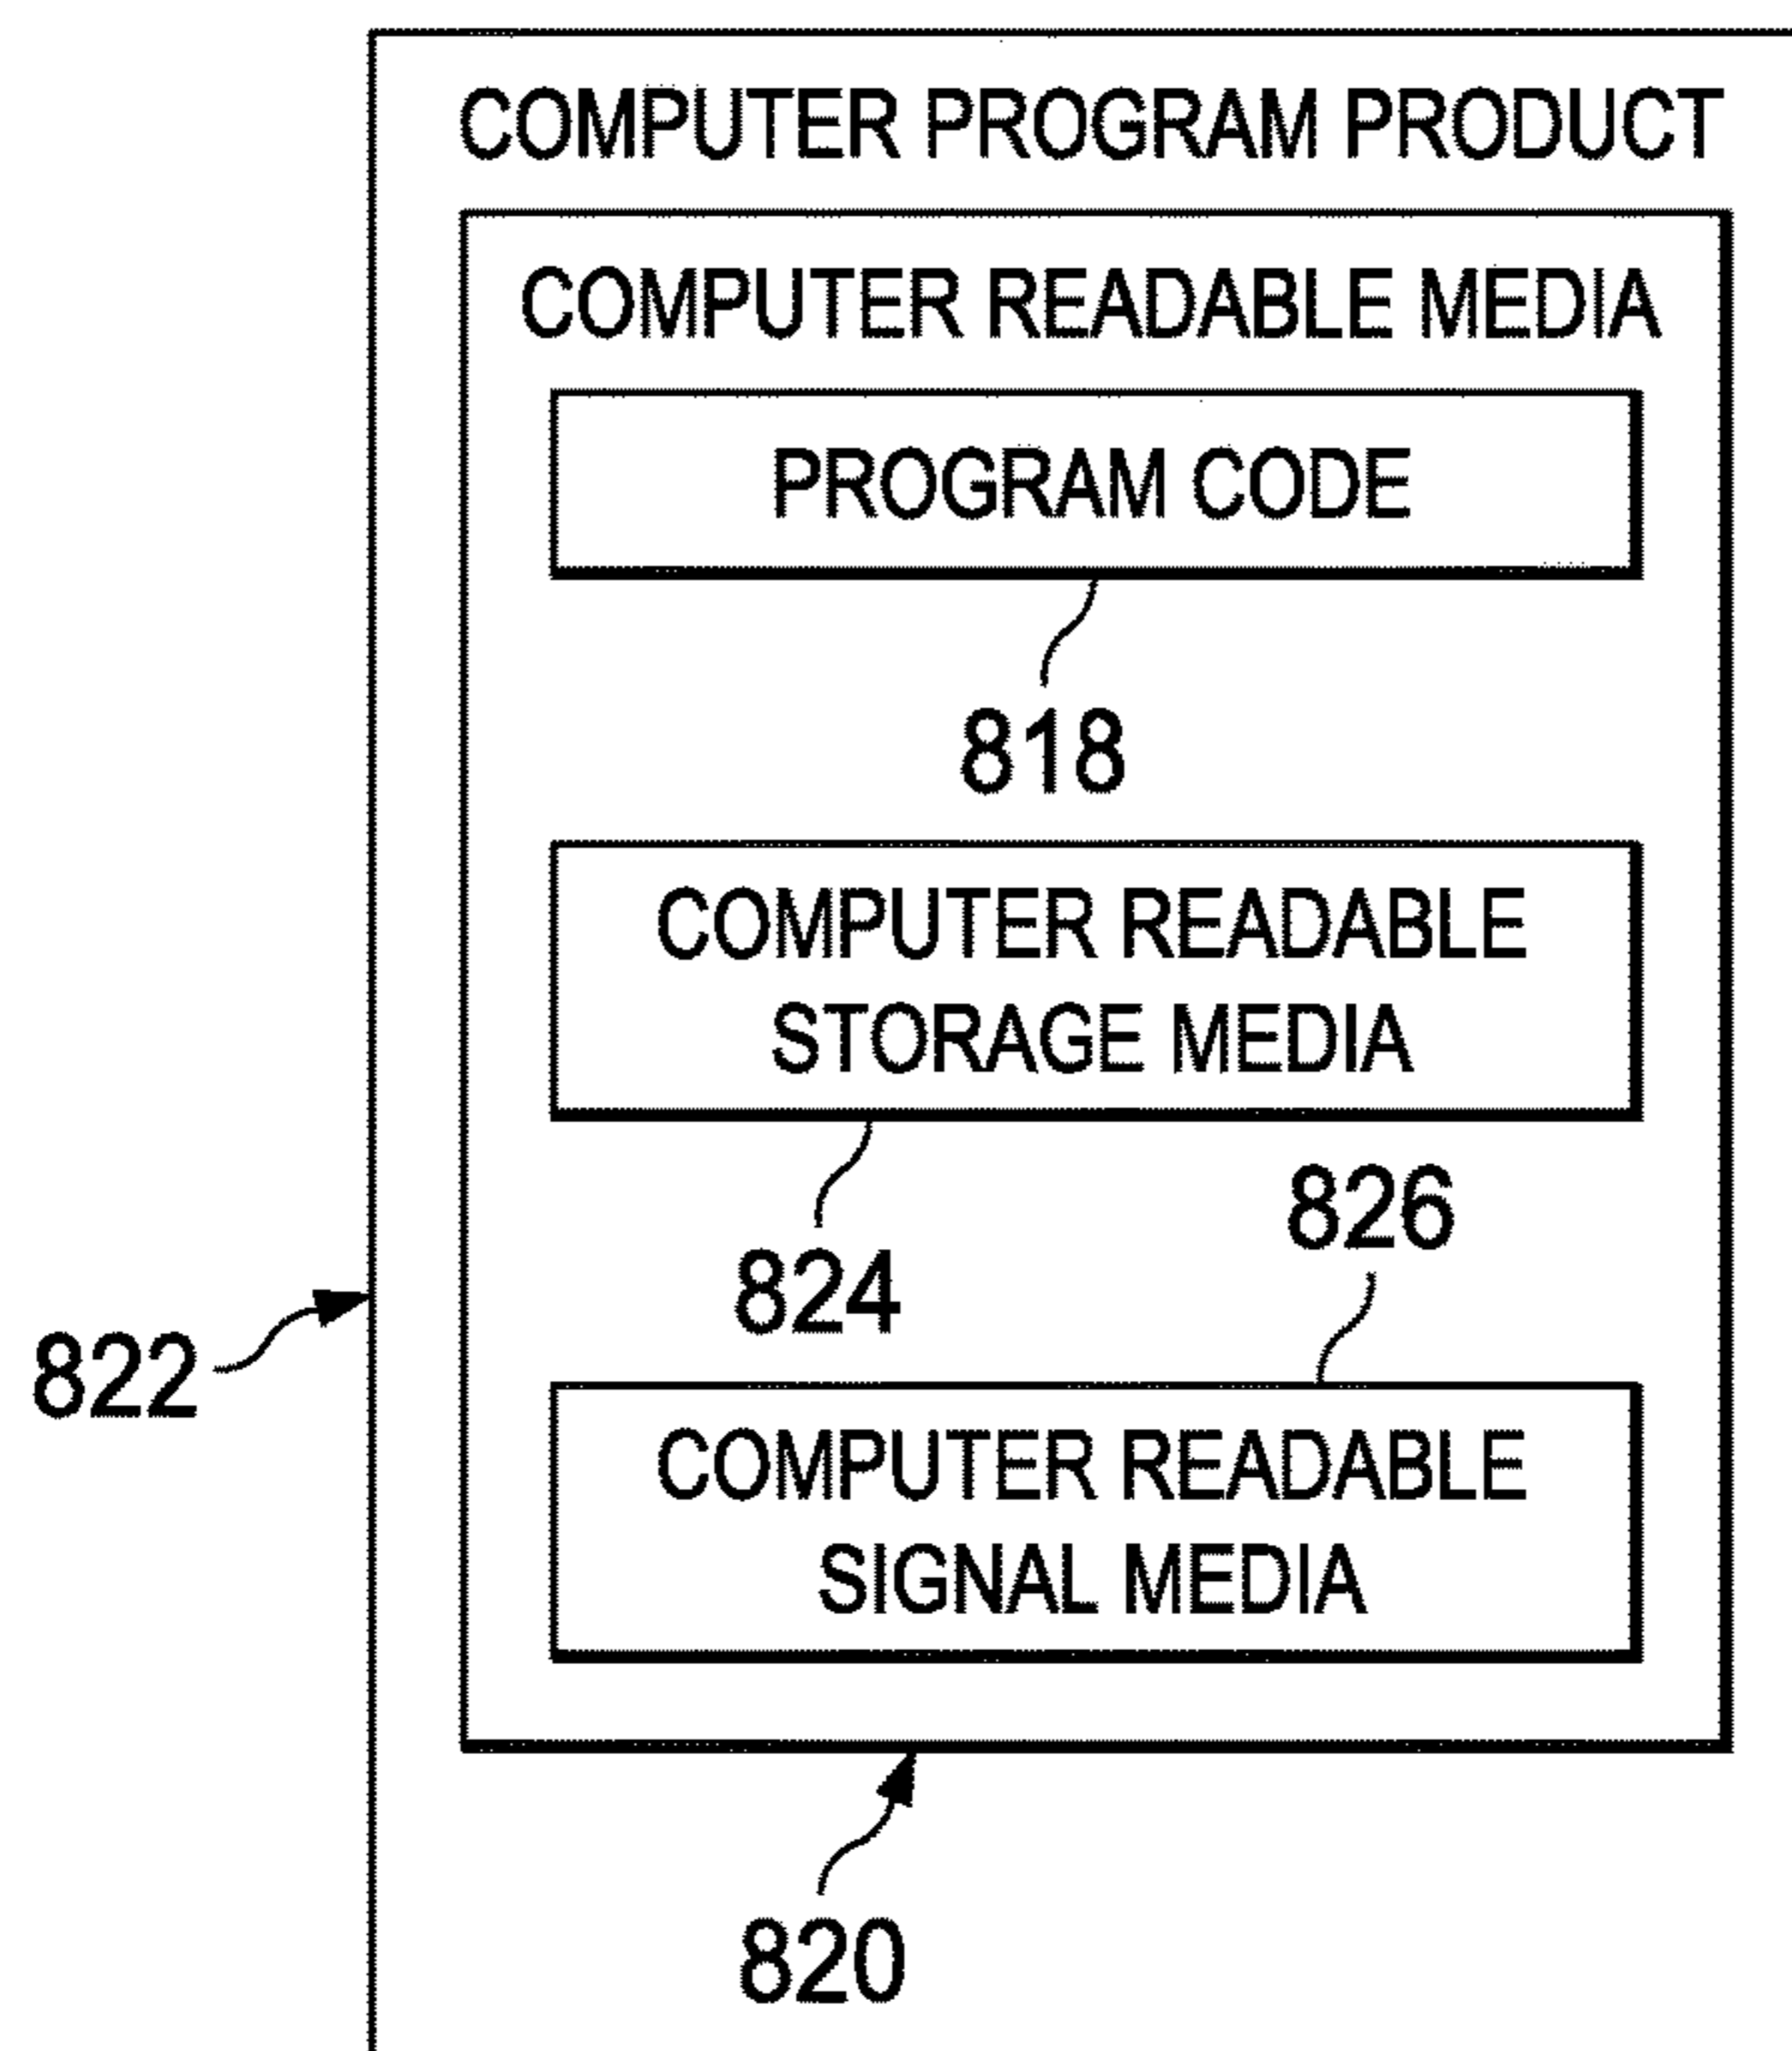 COMPUTER PROGRAM PRODUCT
COMPUTER READABLE MEDIA
PROGRAM CODE
818
COMPUTER READABLE
STORAGE MEDIA
826
824
822
COMPUTER READABLE
SIGNAL MEDIA
820